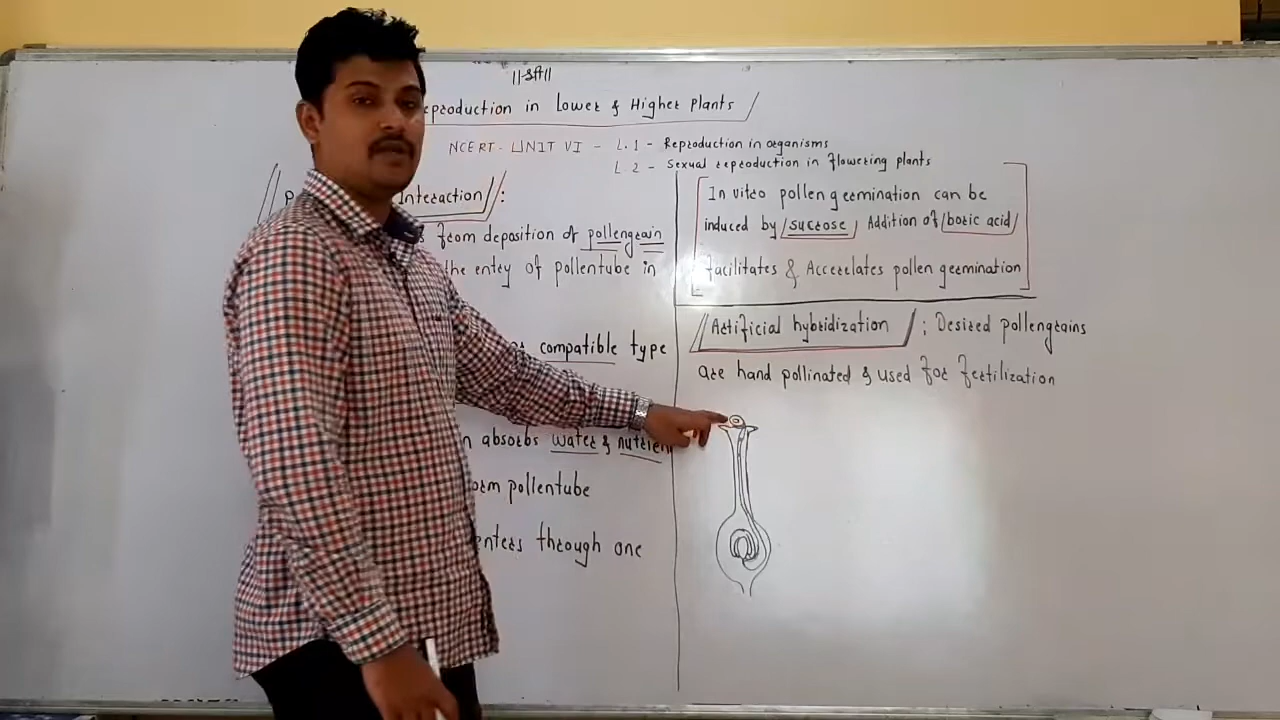 ॥श्री॥
eproduction in Lower & Higher Plants
NCERT - UNIT VI - L. 1 - Reproduction in organisms
L. 2 - Sexual reproduction in flowering plants
P Interaction :
s from deposition of pollengrain
the entry of pollentube in
compatible type
n absorbs water & nutrien
orm pollentube
enters through one
In vitro pollen germination can be
induced by sucrose Addition of boric acid
facilitates & Accerelates pollen germination
Artificial hybridization ; Desired pollengrains
are hand pollinated & used for fertilization